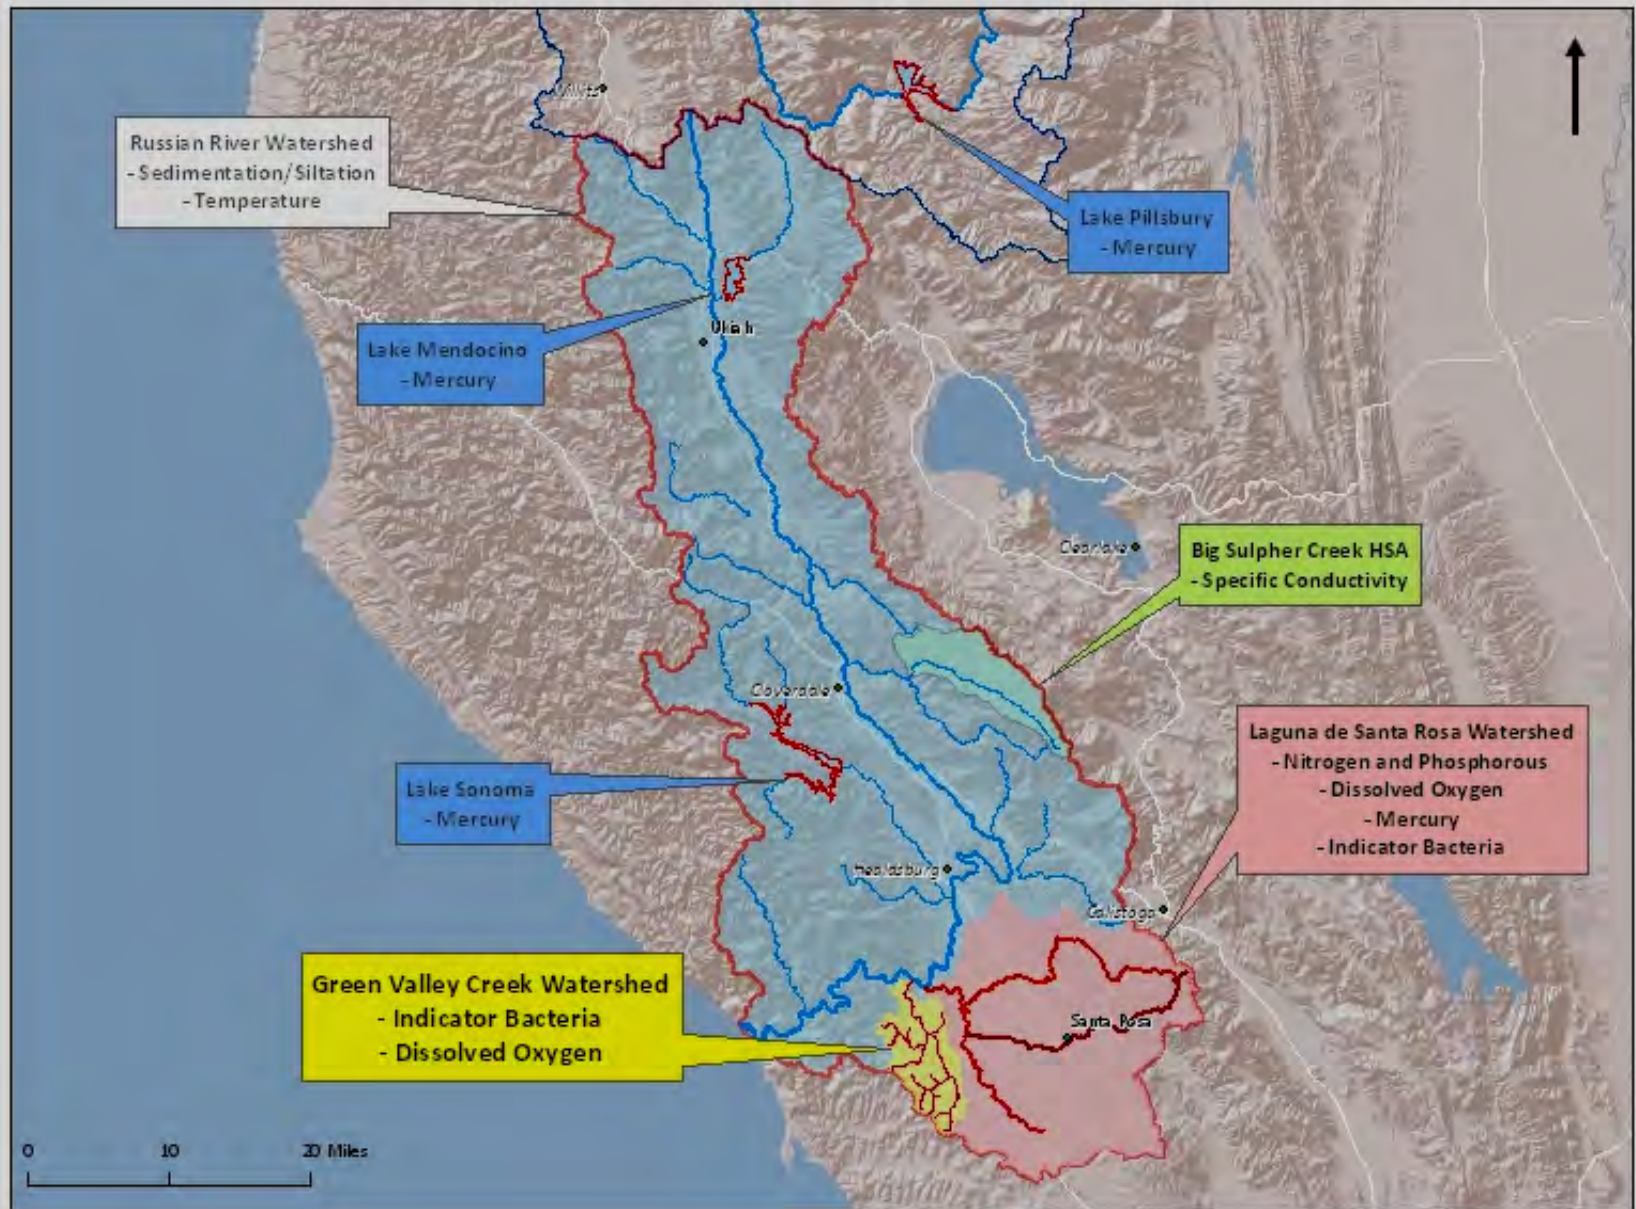 Willits
Russian River Watershed
- Sedimentation/Siltation
- Temperature
Lake Pillsbury
- Mercury
Ukiah
Lake Mendocino
- Mercury
Clearlake
Big Sulpher Creek HSA
- Specific Conductivity
Cloverdale
Laguna de Santa Rosa Watershed
- Nitrogen and Phosphorous
- Dissolved Oxygen
- Mercury
- Indicator Bacteria
Lake Sonoma
- Mercury
Healdsburg
Calistoga
Green Valley Creek Watershed
- Indicator Bacteria
- Dissolved Oxygen
Santa Rosa
0 10 20 Miles